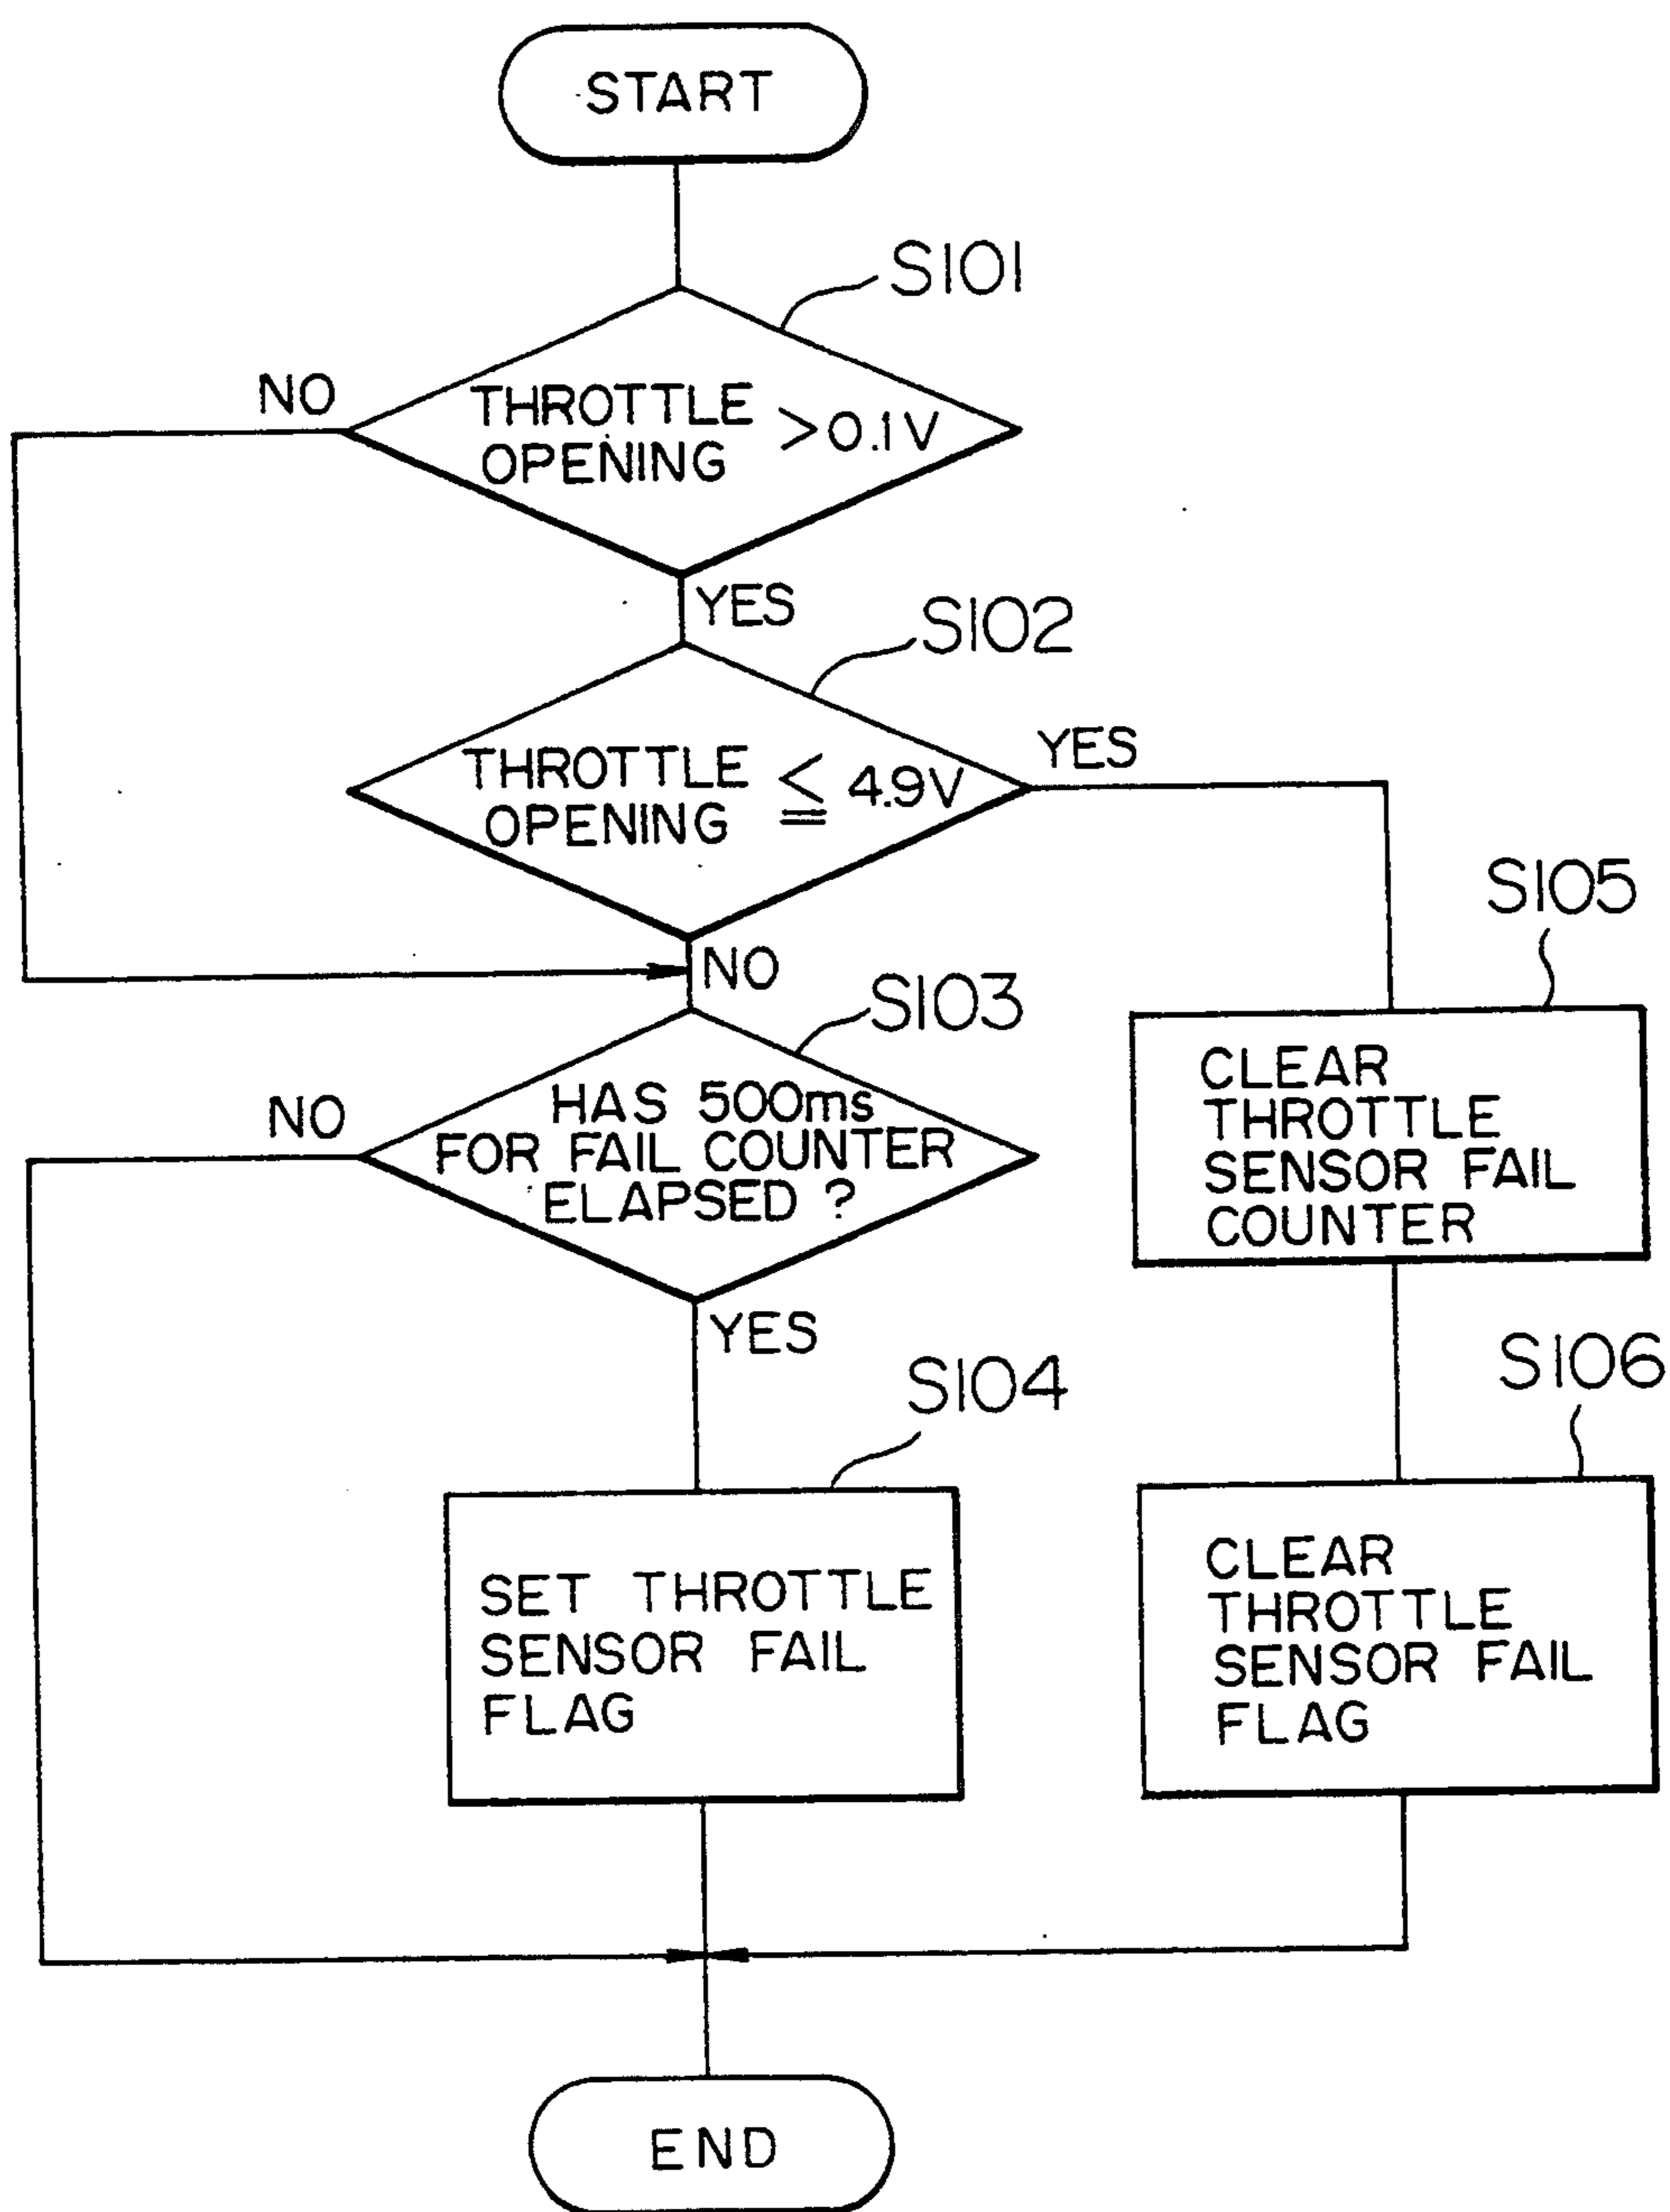 START
S101
NO
THROTTLE
OPENING >0.1V
YES
S102
THROTTLE
OPENING ≦ 4.9V
YES
NO
S103
HAS 500ms
FOR FAIL COUNTER
ELAPSED ?
NO
YES
S104
SET THROTTLE
SENSOR FAIL
FLAG
S105
CLEAR
THROTTLE
SENSOR FAIL
COUNTER
S106
CLEAR
THROTTLE
SENSOR FAIL
FLAG
END